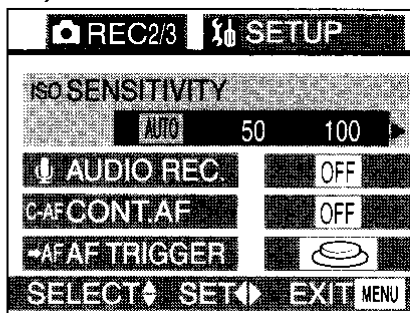 REC2/3 SETUP
ISO SENSITIVITY
AUTO 50 100
AUDIO REC. OFF
C-AF CONT.AF OFF
AF AF TRIGGER
SELECT SET EXIT MENU